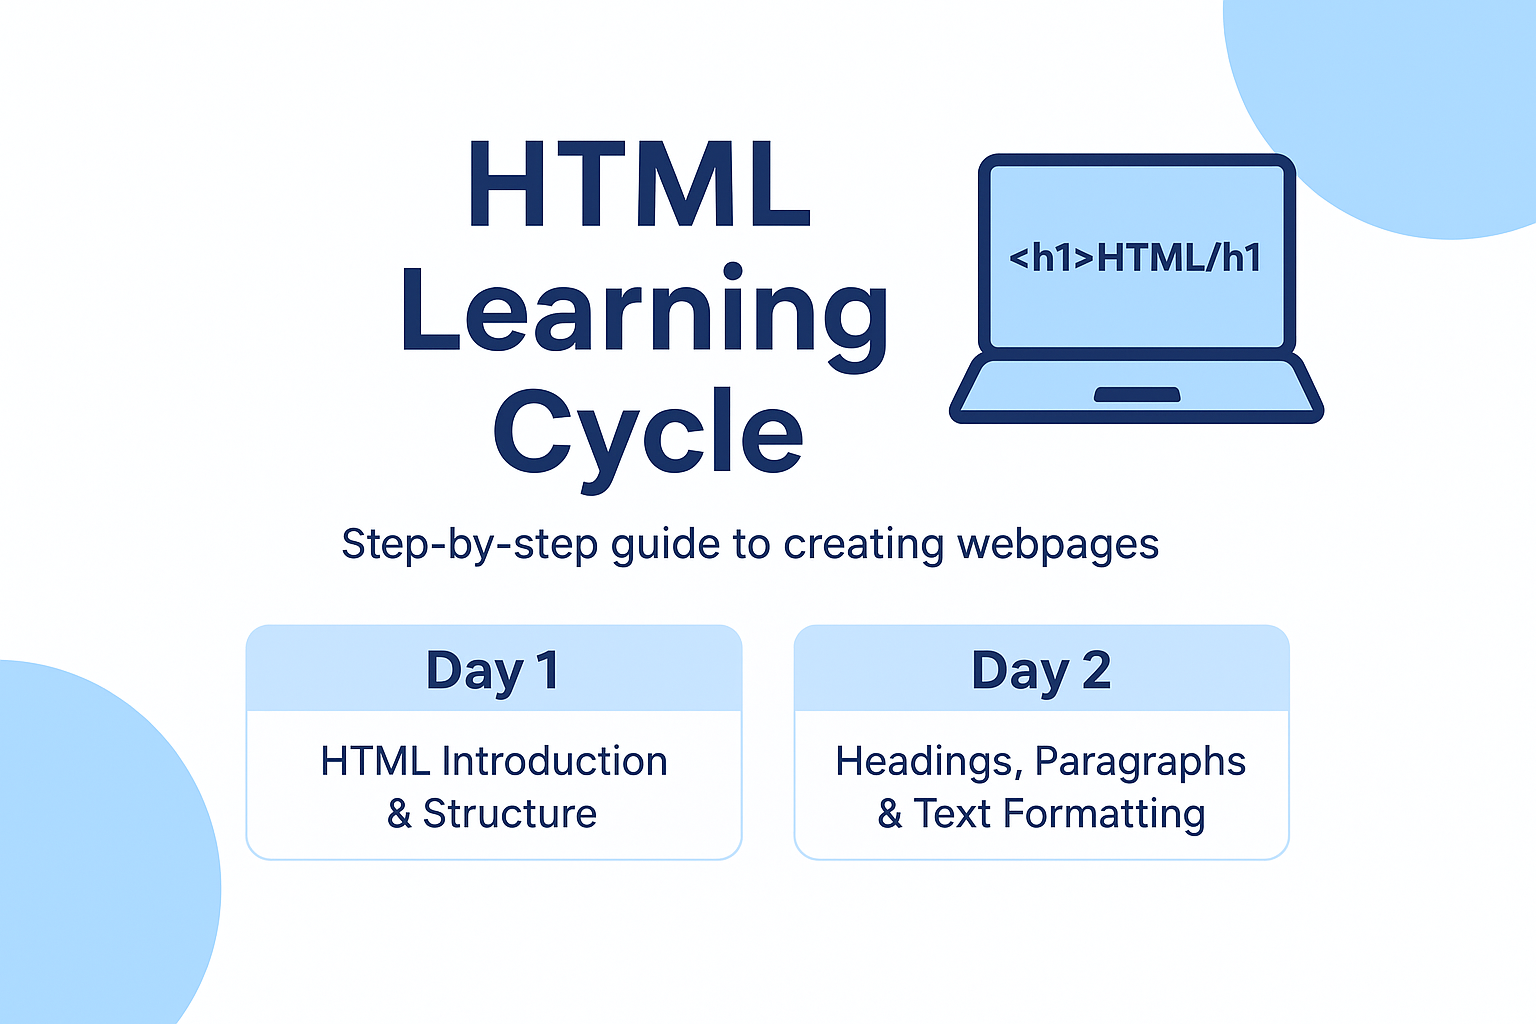 HTML
Learning
Cycle
<h1>HTML/h1
Step-by-step guide to creating webpages
Day 1
HTML Introduction
& Structure
Day 2
Headings, Paragraphs
& Text Formatting